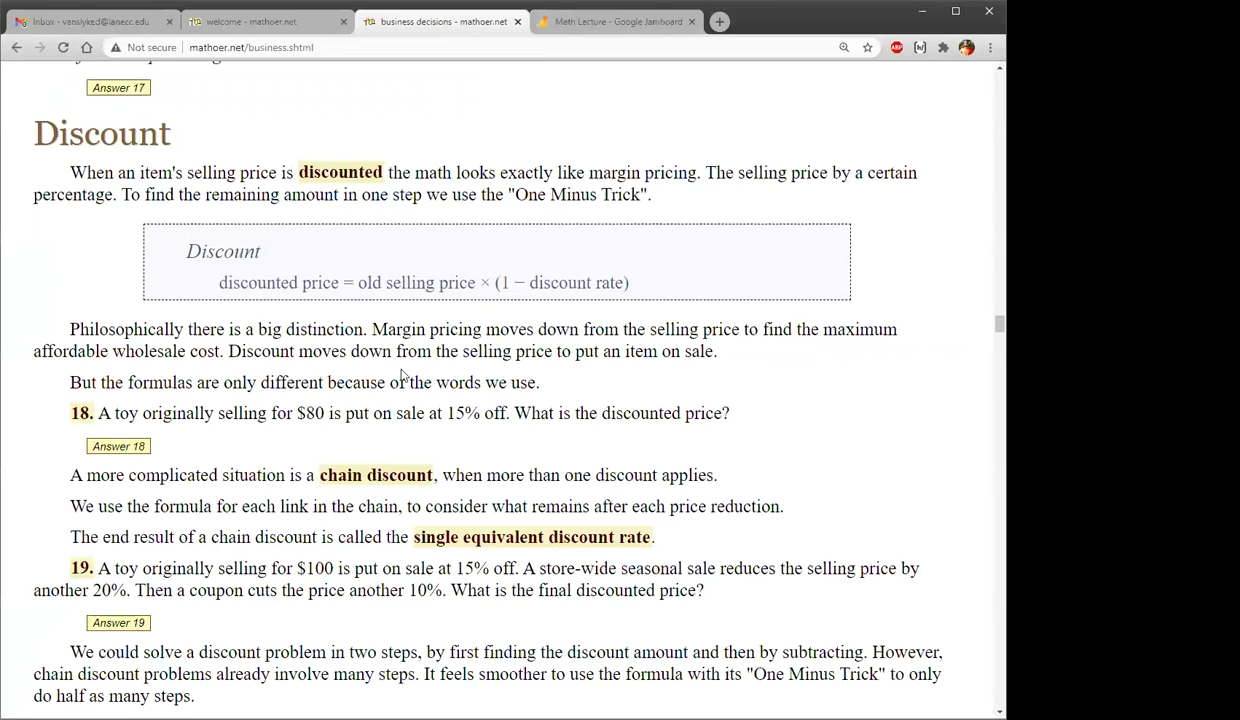 Inbox - vanslyked@lanecc.edu
welcome - mathoer.net
business decisions - mathoer.net
Math Lecture - Google Jamboard
Not secure | mathoer.net/business.shtml
ABP
Answer 17
Discount
When an item's selling price is discounted the math looks exactly like margin pricing. The selling price by a certain
percentage. To find the remaining amount in one step we use the "One Minus Trick".
Discount
discounted price = old selling price × (1 − discount rate)
Philosophically there is a big distinction. Margin pricing moves down from the selling price to find the maximum
affordable wholesale cost. Discount moves down from the selling price to put an item on sale.
But the formulas are only different because of the words we use.
18. A toy originally selling for $80 is put on sale at 15% off. What is the discounted price?
Answer 18
A more complicated situation is a chain discount, when more than one discount applies.
We use the formula for each link in the chain, to consider what remains after each price reduction.
The end result of a chain discount is called the single equivalent discount rate.
19. A toy originally selling for $100 is put on sale at 15% off. A store-wide seasonal sale reduces the selling price by
another 20%. Then a coupon cuts the price another 10%. What is the final discounted price?
Answer 19
We could solve a discount problem in two steps, by first finding the discount amount and then by subtracting. However,
chain discount problems already involve many steps. It feels smoother to use the formula with its "One Minus Trick" to only
do half as many steps.